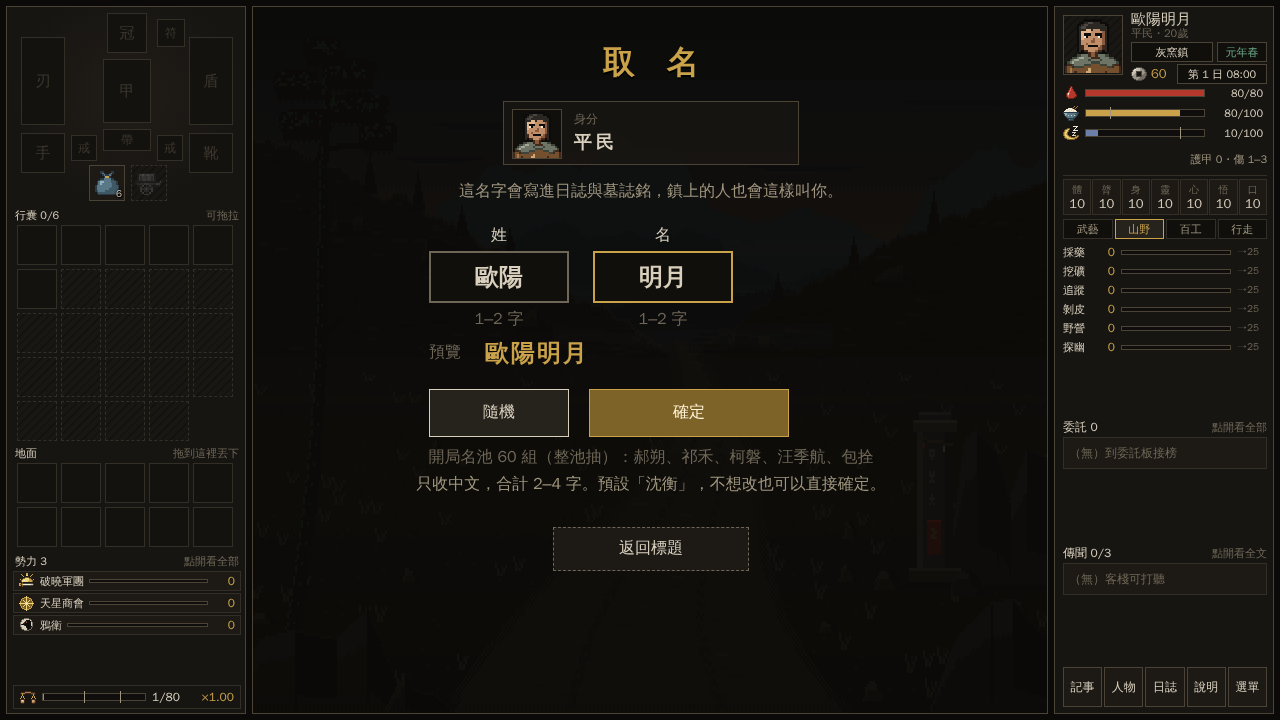 冠
符
刃
甲
盾
手
戒
帶
戒
靴
6
行囊 0/6
可拖拉
地面
拖到這裡丟下
勢力 3
點開看全部
破曉軍團 0
天星商會 0
鴉衛 0
1/80 ×1.00
取 名
身分
平民
這名字會寫進日誌與墓誌銘，鎮上的人也會這樣叫你。
姓
名
歐陽
明月
1–2 字
1–2 字
預覽 歐陽明月
隨機
確定
開局名池 60 組（整池抽）：郝朔、祁禾、柯磐、汪季航、包拴
只收中文，合計 2–4 字。預設「沈衡」，不想改也可以直接確定。
返回標題
歐陽明月
平民・20歲
灰窯鎮
元年春
60
第 1 日 08:00
80/80
80/100
10/100
護甲 0・傷 1–3
體 臂 身 靈 心 悟 口
10 10 10 10 10 10 10
武藝 山野 百工 行走
採藥 0 →25
挖礦 0 →25
追蹤 0 →25
剝皮 0 →25
野營 0 →25
探幽 0 →25
委託 0
點開看全部
（無）到委託板接榜
傳聞 0/3
點開看全文
（無）客棧可打聽
記事 人物 日誌 說明 選單